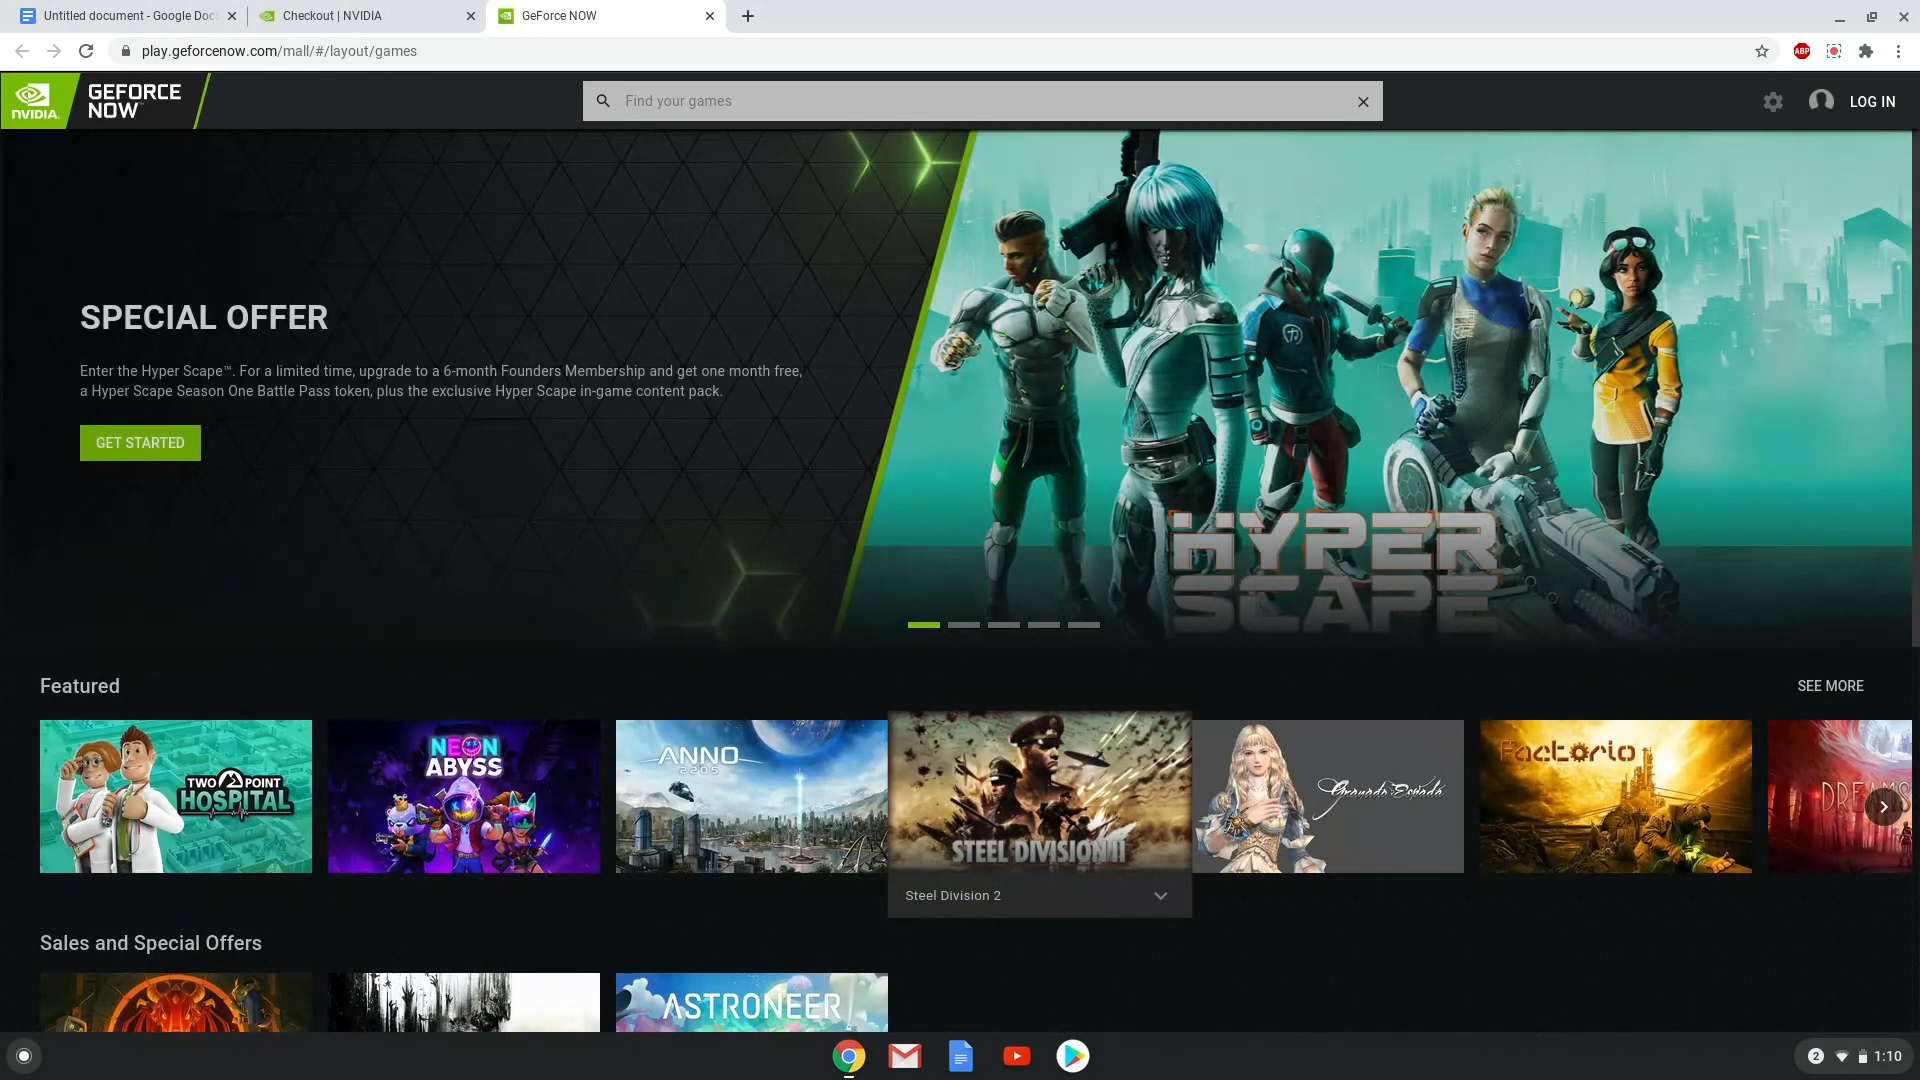 Untitled document - Google Doc
Checkout | NVIDIA
GeForce NOW
play.geforcenow.com/mall/#/layout/games
ABP
NVIDIA.
GEFORCE
NOW
Find your games
LOG IN
SPECIAL OFFER
Enter the Hyper Scape™. For a limited time, upgrade to a 6-month Founders Membership and get one month free,
a Hyper Scape Season One Battle Pass token, plus the exclusive Hyper Scape in-game content pack.
GET STARTED
HYPER
SCAPE
Featured
SEE MORE
TWO POINT
HOSPITAL
NEON
ABYSS
ANNO
2205
STEEL DIVISION II
Granado Espada
Factorio
DREAMS
Steel Division 2
Sales and Special Offers
ASTRONEER
2
1:10